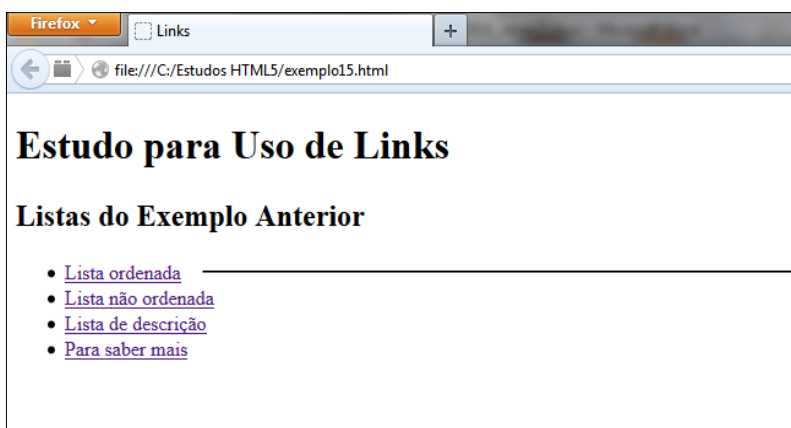 Firefox
Links
+
file:///C:/Estudos HTML5/exemplo15.html
Estudo para Uso de Links
Listas do Exemplo Anterior
• Lista ordenada
• Lista não ordenada
• Lista de descrição
• Para saber mais